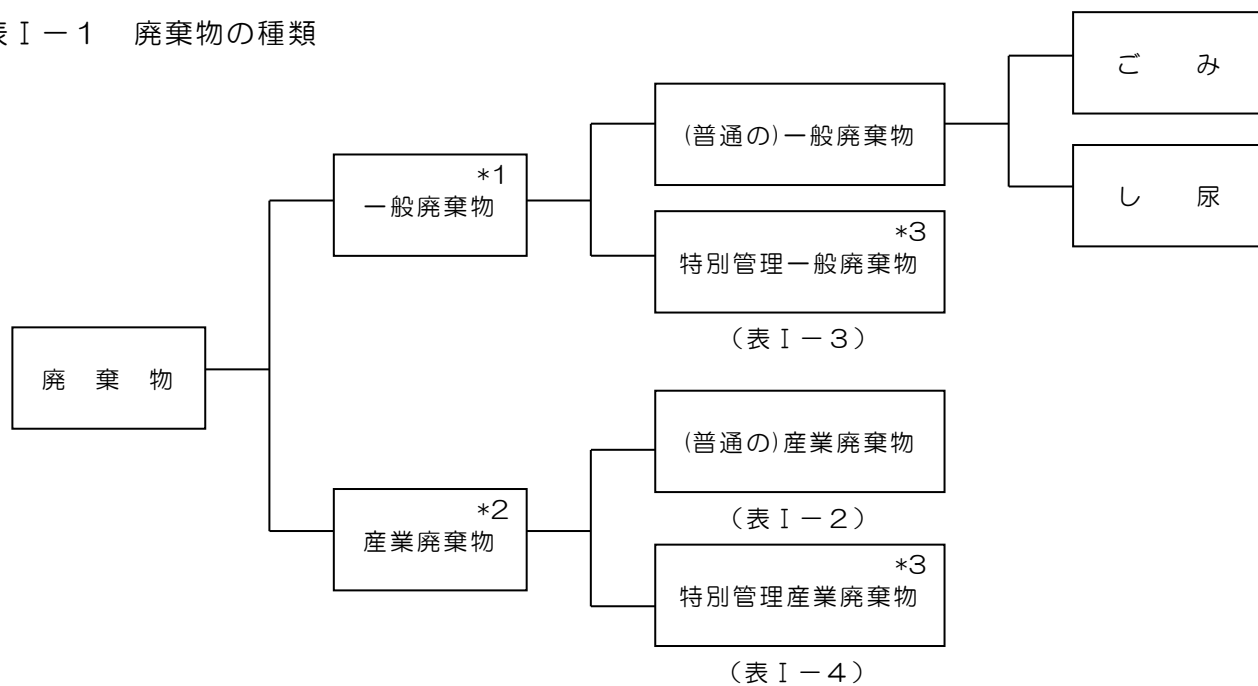 表Ⅰ－１　廃棄物の種類
ご　み
(普通の)一般廃棄物
*1
一般廃棄物
し　尿
*3
特別管理一般廃棄物
（表Ⅰ－３）
廃　棄　物
(普通の)産業廃棄物
（表Ⅰ－２）
*2
産業廃棄物
*3
特別管理産業廃棄物
（表Ⅰ－４）